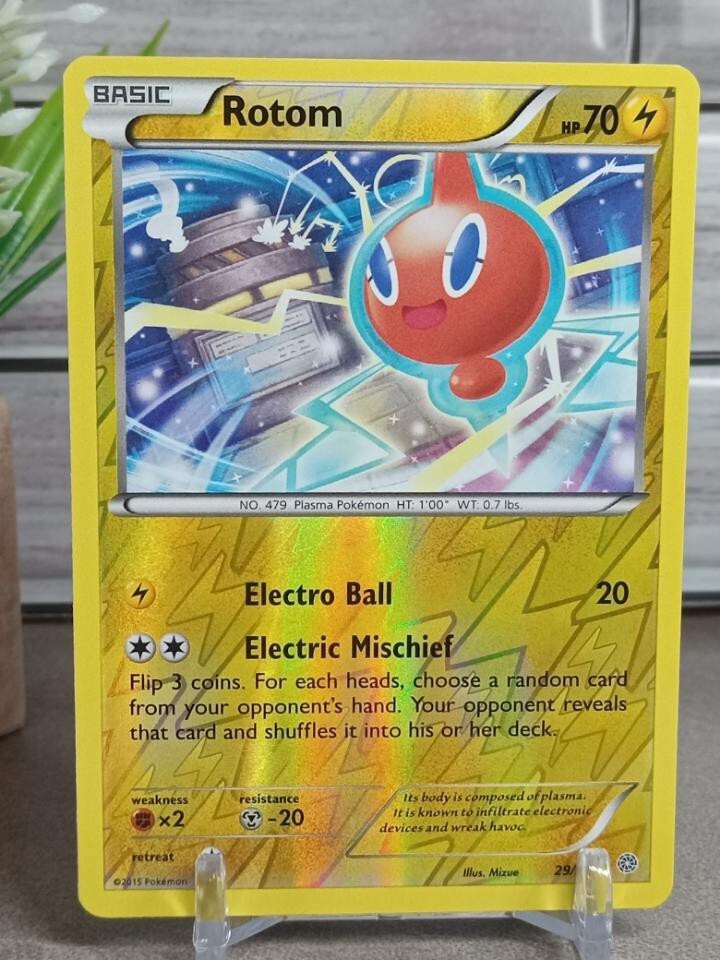 BASIC
Rotom
HP 70
NO. 479 Plasma Pokémon HT: 1'00" WT: 0.7 lbs.
Electro Ball 20
Electric Mischief
Flip 3 coins. For each heads, choose a random card
from your opponent's hand. Your opponent reveals
that card and shuffles it into his or her deck.
weakness resistance
x2 -20
Its body is composed of plasma.
It is known to infiltrate electronic
devices and wreak havoc.
retreat
©2015 Pokémon Illus. Mizue 29/